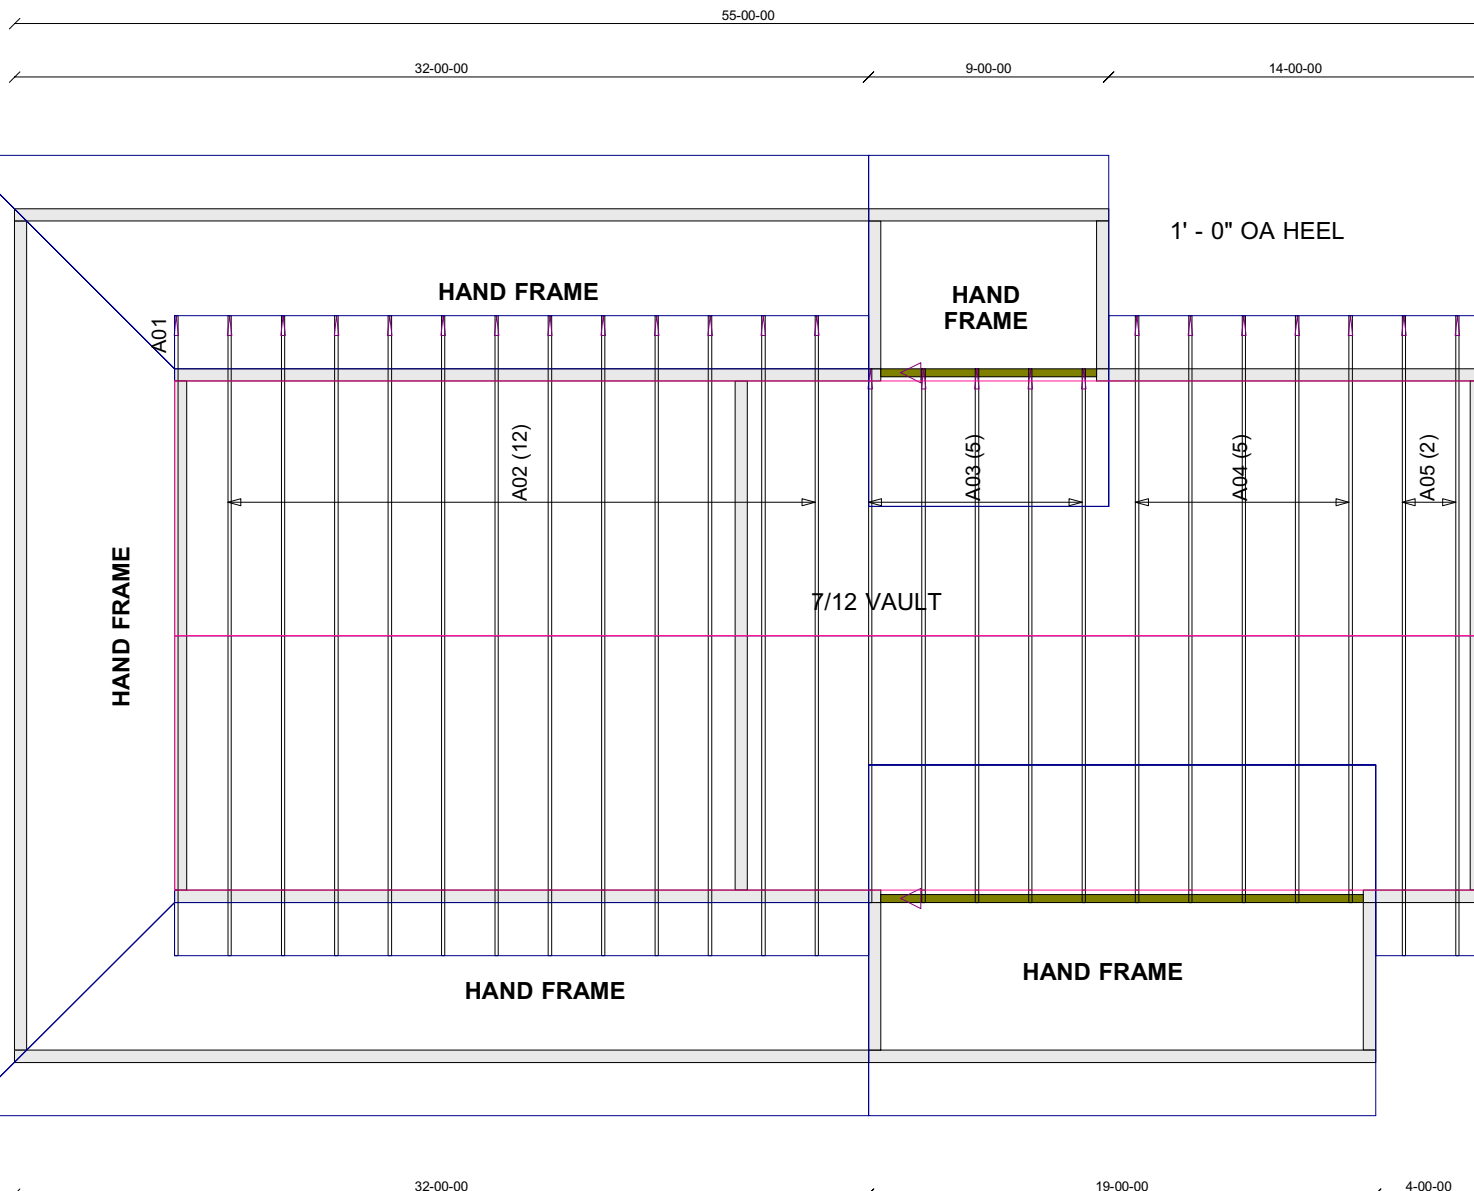 55-00-00
32-00-00
9-00-00
14-00-00
1' - 0" OA HEEL
HAND FRAME
HAND
FRAME
A01
A02 (12)
A03 (5)
A04 (5)
A05 (2)
HAND FRAME
7/12 VAULT
HAND FRAME
HAND FRAME
32-00-00
19-00-00
4-00-00